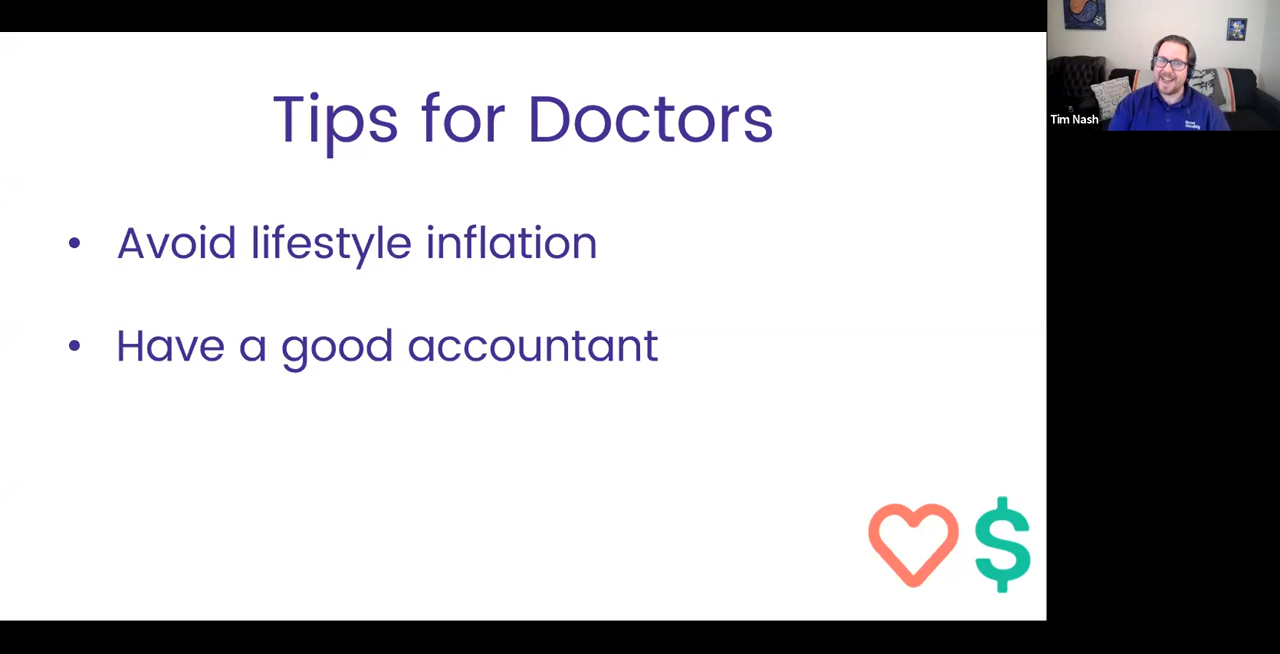 Tips for Doctors
• Avoid lifestyle inflation
• Have a good accountant
$
Tim Nash